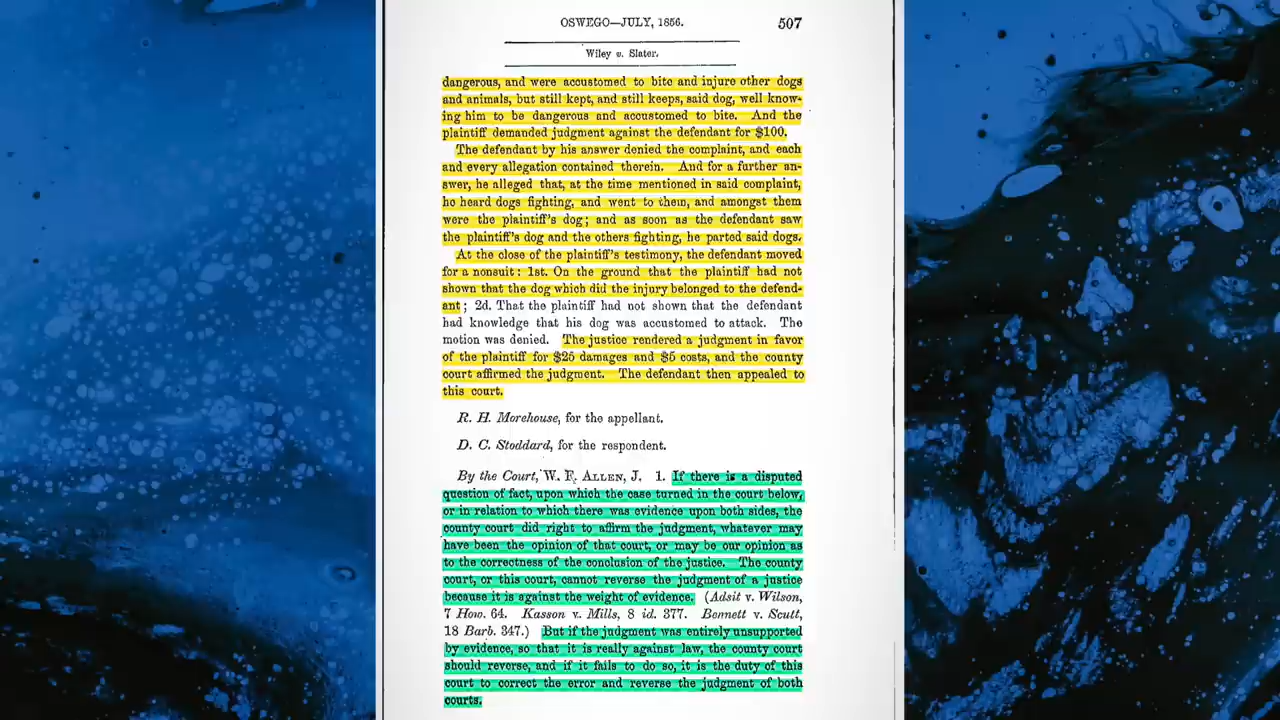 OSWEGO—JULY, 1856. 507
Wiley v. Slater.
dangerous, and were accustomed to bite and injure other dogs
and animals, but still kept, and still keeps, said dog, well know-
ing him to be dangerous and accustomed to bite. And the
plaintiff demanded judgment against the defendant for $100.
The defendant by his answer denied the complaint, and each
and every allegation contained therein. And for a further an-
swer, he alleged that, at the time mentioned in said complaint,
he heard dogs fighting, and went to them, and amongst them
were the plaintiff's dog; and as soon as the defendant saw
the plaintiff's dog and the others fighting, he parted said dogs.
At the close of the plaintiff's testimony, the defendant moved
for a nonsuit: 1st. On the ground that the plaintiff had not
shown that the dog which did the injury belonged to the defend-
ant; 2d. That the plaintiff had not shown that the defendant
had knowledge that his dog was accustomed to attack. The
motion was denied. The justice rendered a judgment in favor
of the plaintiff for $25 damages and $5 costs, and the county
court affirmed the judgment. The defendant then appealed to
this court.
R. H. Morehouse, for the appellant.
D. C. Stoddard, for the respondent.
By the Court, W. F. ALLEN, J. 1. If there is a disputed
question of fact, upon which the case turned in the court below,
or in relation to which there was evidence upon both sides, the
county court did right to affirm the judgment, whatever may
have been the opinion of that court, or may be our opinion as
to the correctness of the conclusion of the justice. The county
court, or this court, cannot reverse the judgment of a justice
because it is against the weight of evidence. (Adsit v. Wilson,
7 How. 64. Kasson v. Mills, 8 id. 377. Bennett v. Scutt,
18 Barb. 347.) But if the judgment was entirely unsupported
by evidence, so that it is really against law, the county court
should reverse, and if it fails to do so, it is the duty of this
court to correct the error and reverse the judgment of both
courts.